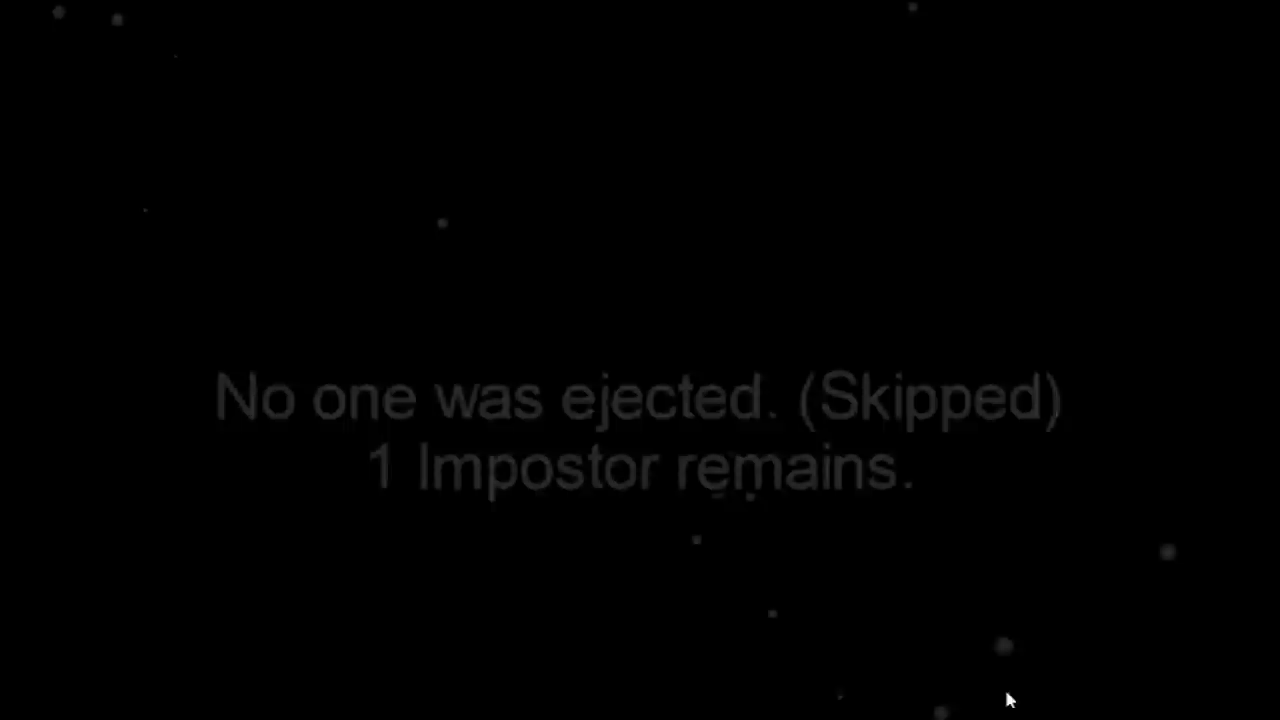 No one was ejected. (Skipped)
1 Impostor remains.